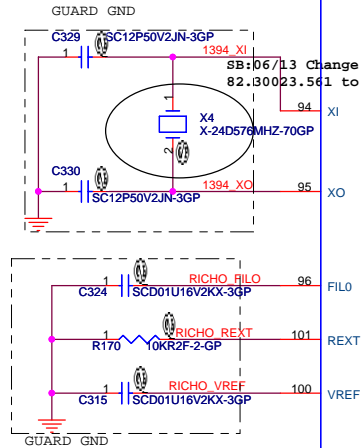 GUARD GND
C329
SC12P50V2JN-3GP
1
1394_XI
SB:06/13 Change
82.30023.561 to
94
XI
1
X4
X-24D576MHZ-70GP
2
C330
1
1394_XO
95
XO
SC12P50V2JN-3GP
1
RICHO_FILO
96
FIL0
C324
SCD01U16V2KX-3GP
1
RICHO_REXT
101
REXT
R170
10KR2F-2-GP
1
RICHO_VREF
100
VREF
C315
SCD01U16V2KX-3GP
GUARD GND